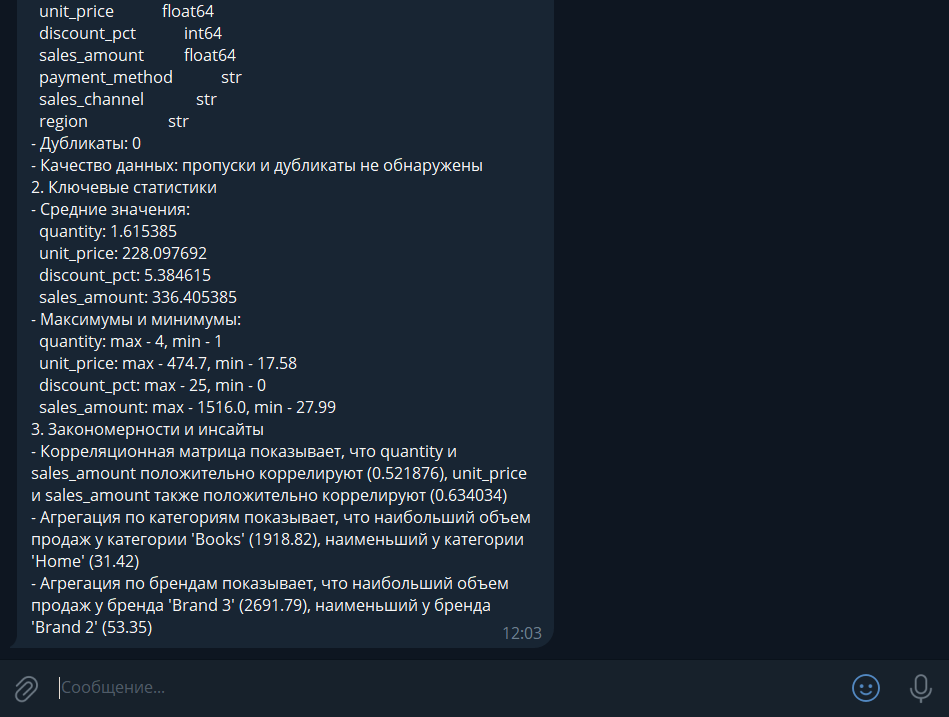 unit_price float64
discount_pct int64
sales_amount float64
payment_method str
sales_channel str
region str
- Дубликаты: 0
- Качество данных: пропуски и дубликаты не обнаружены
2. Ключевые статистики
- Средние значения:
quantity: 1.615385
unit_price: 228.097692
discount_pct: 5.384615
sales_amount: 336.405385
- Максимумы и минимумы:
quantity: max - 4, min - 1
unit_price: max - 474.7, min - 17.58
discount_pct: max - 25, min - 0
sales_amount: max - 1516.0, min - 27.99
3. Закономерности и инсайты
- Корреляционная матрица показывает, что quantity и
sales_amount положительно коррелируют (0.521876), unit_price
и sales_amount также положительно коррелируют (0.634034)
- Агрегация по категориям показывает, что наибольший объем
продаж у категории 'Books' (1918.82), наименьший у категории
'Home' (31.42)
- Агрегация по брендам показывает, что наибольший объем
продаж у бренда 'Brand 3' (2691.79), наименьший у бренда
'Brand 2' (53.35)
12:03
Сообщение...